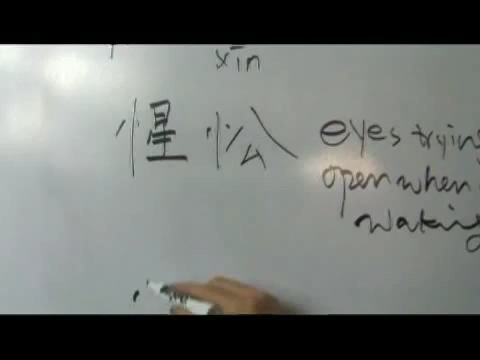 xīn
惺忪 eyes trying
open when
waking